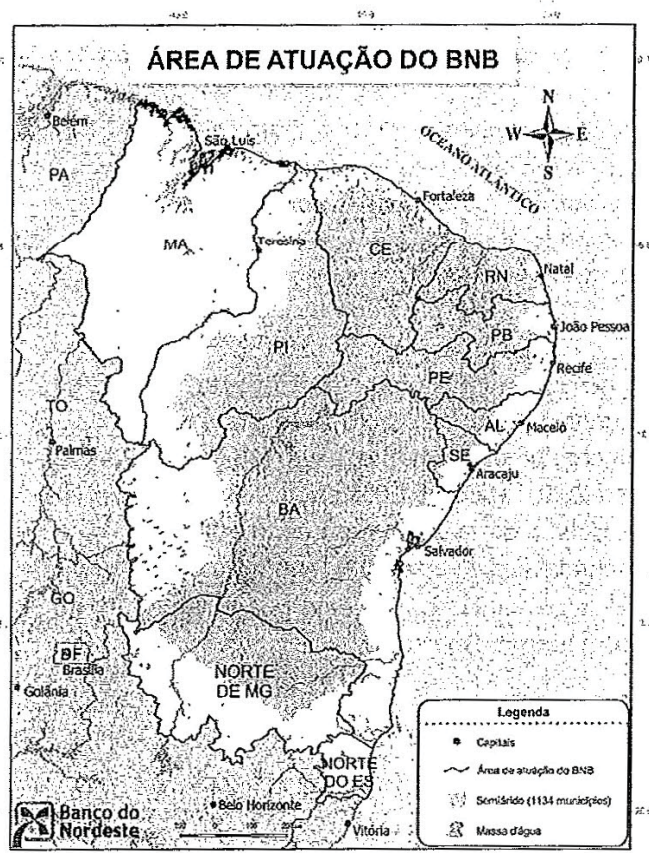 ÁREA DE ATUAÇÃO DO BNB
N
W
E
S
OCEANO ATLÂNTICO
Belém
PA
São Luís
MA
Teresina
Fortaleza
CE
RN
Natal
PB
João Pessoa
PI
PE
Recife
TO
Palmas
AL
Maceió
SE
Aracaju
BA
Salvador
GO
DF
Brasília
Goiânia
NORTE
DE MG
NORTE
DO ES
Belo Horizonte
Vitória
Banco do
Nordeste
Legenda
Capitais
Área de atuação do BNB
Semiárido (1134 municípios)
Massa d'água